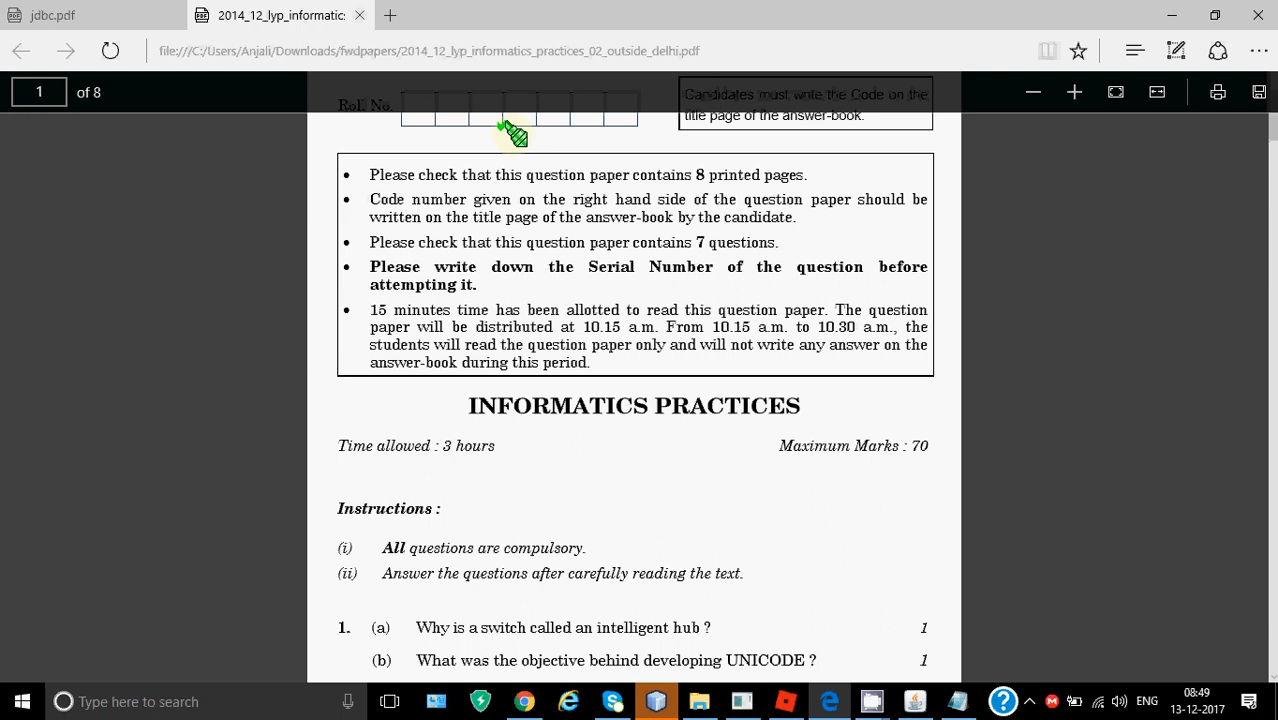 jdbc.pdf
2014_12_lyp_informatic:
file:///C:/Users/Anjali/Downloads/fwdpapers/2014_12_lyp_informatics_practices_02_outside_delhi.pdf
1 of 8
Roll No.
Candidates must write the Code on the
title page of the answer-book.
• Please check that this question paper contains 8 printed pages.
• Code number given on the right hand side of the question paper should be
written on the title page of the answer-book by the candidate.
• Please check that this question paper contains 7 questions.
• Please write down the Serial Number of the question before
attempting it.
• 15 minutes time has been allotted to read this question paper. The question
paper will be distributed at 10.15 a.m. From 10.15 a.m. to 10.30 a.m., the
students will read the question paper only and will not write any answer on the
answer-book during this period.
INFORMATICS PRACTICES
Time allowed : 3 hours Maximum Marks : 70
Instructions :
(i) All questions are compulsory.
(ii) Answer the questions after carefully reading the text.
1. (a) Why is a switch called an intelligent hub ? 1
(b) What was the objective behind developing UNICODE ? 1
Type here to search
ENG
08:49
13-12-2017